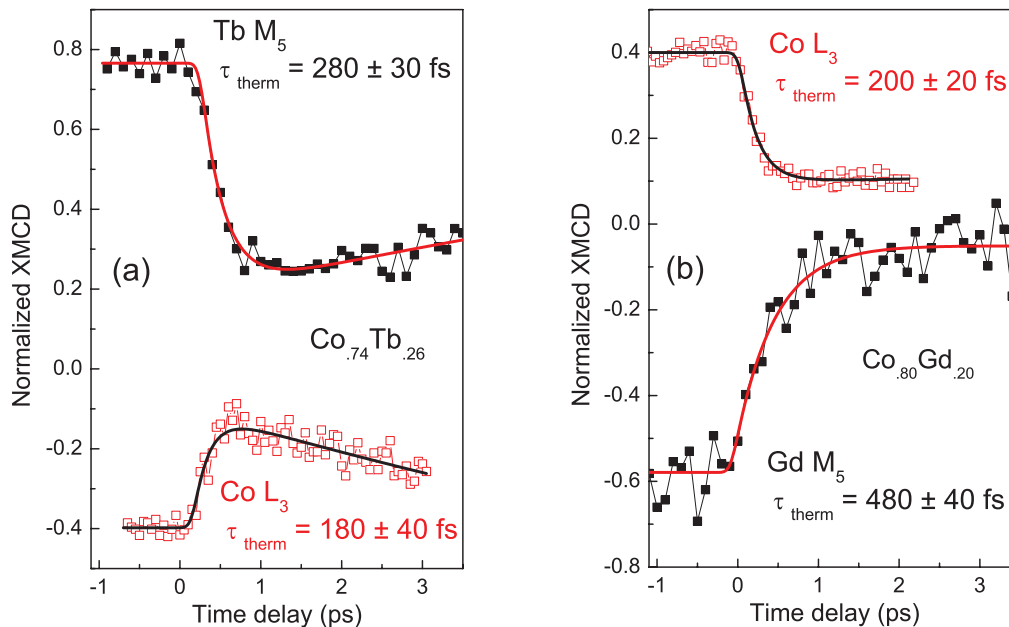 Tb M5
τ therm = 280 ± 30 fs
0.8
0.6
0.4
0.2
0.0
-0.2
-0.4
Normalized XMCD
(a)
Co.74Tb.26
Co L3
τ therm = 180 ± 40 fs
-1
0
1
2
3
Time delay (ps)
Co L3
τ therm = 200 ± 20 fs
0.4
0.2
0.0
-0.2
-0.4
-0.6
-0.8
Normalized XMCD
(b)
Co.80Gd.20
Gd M5
τ therm = 480 ± 40 fs
-1
0
1
2
3
Time delay (ps)